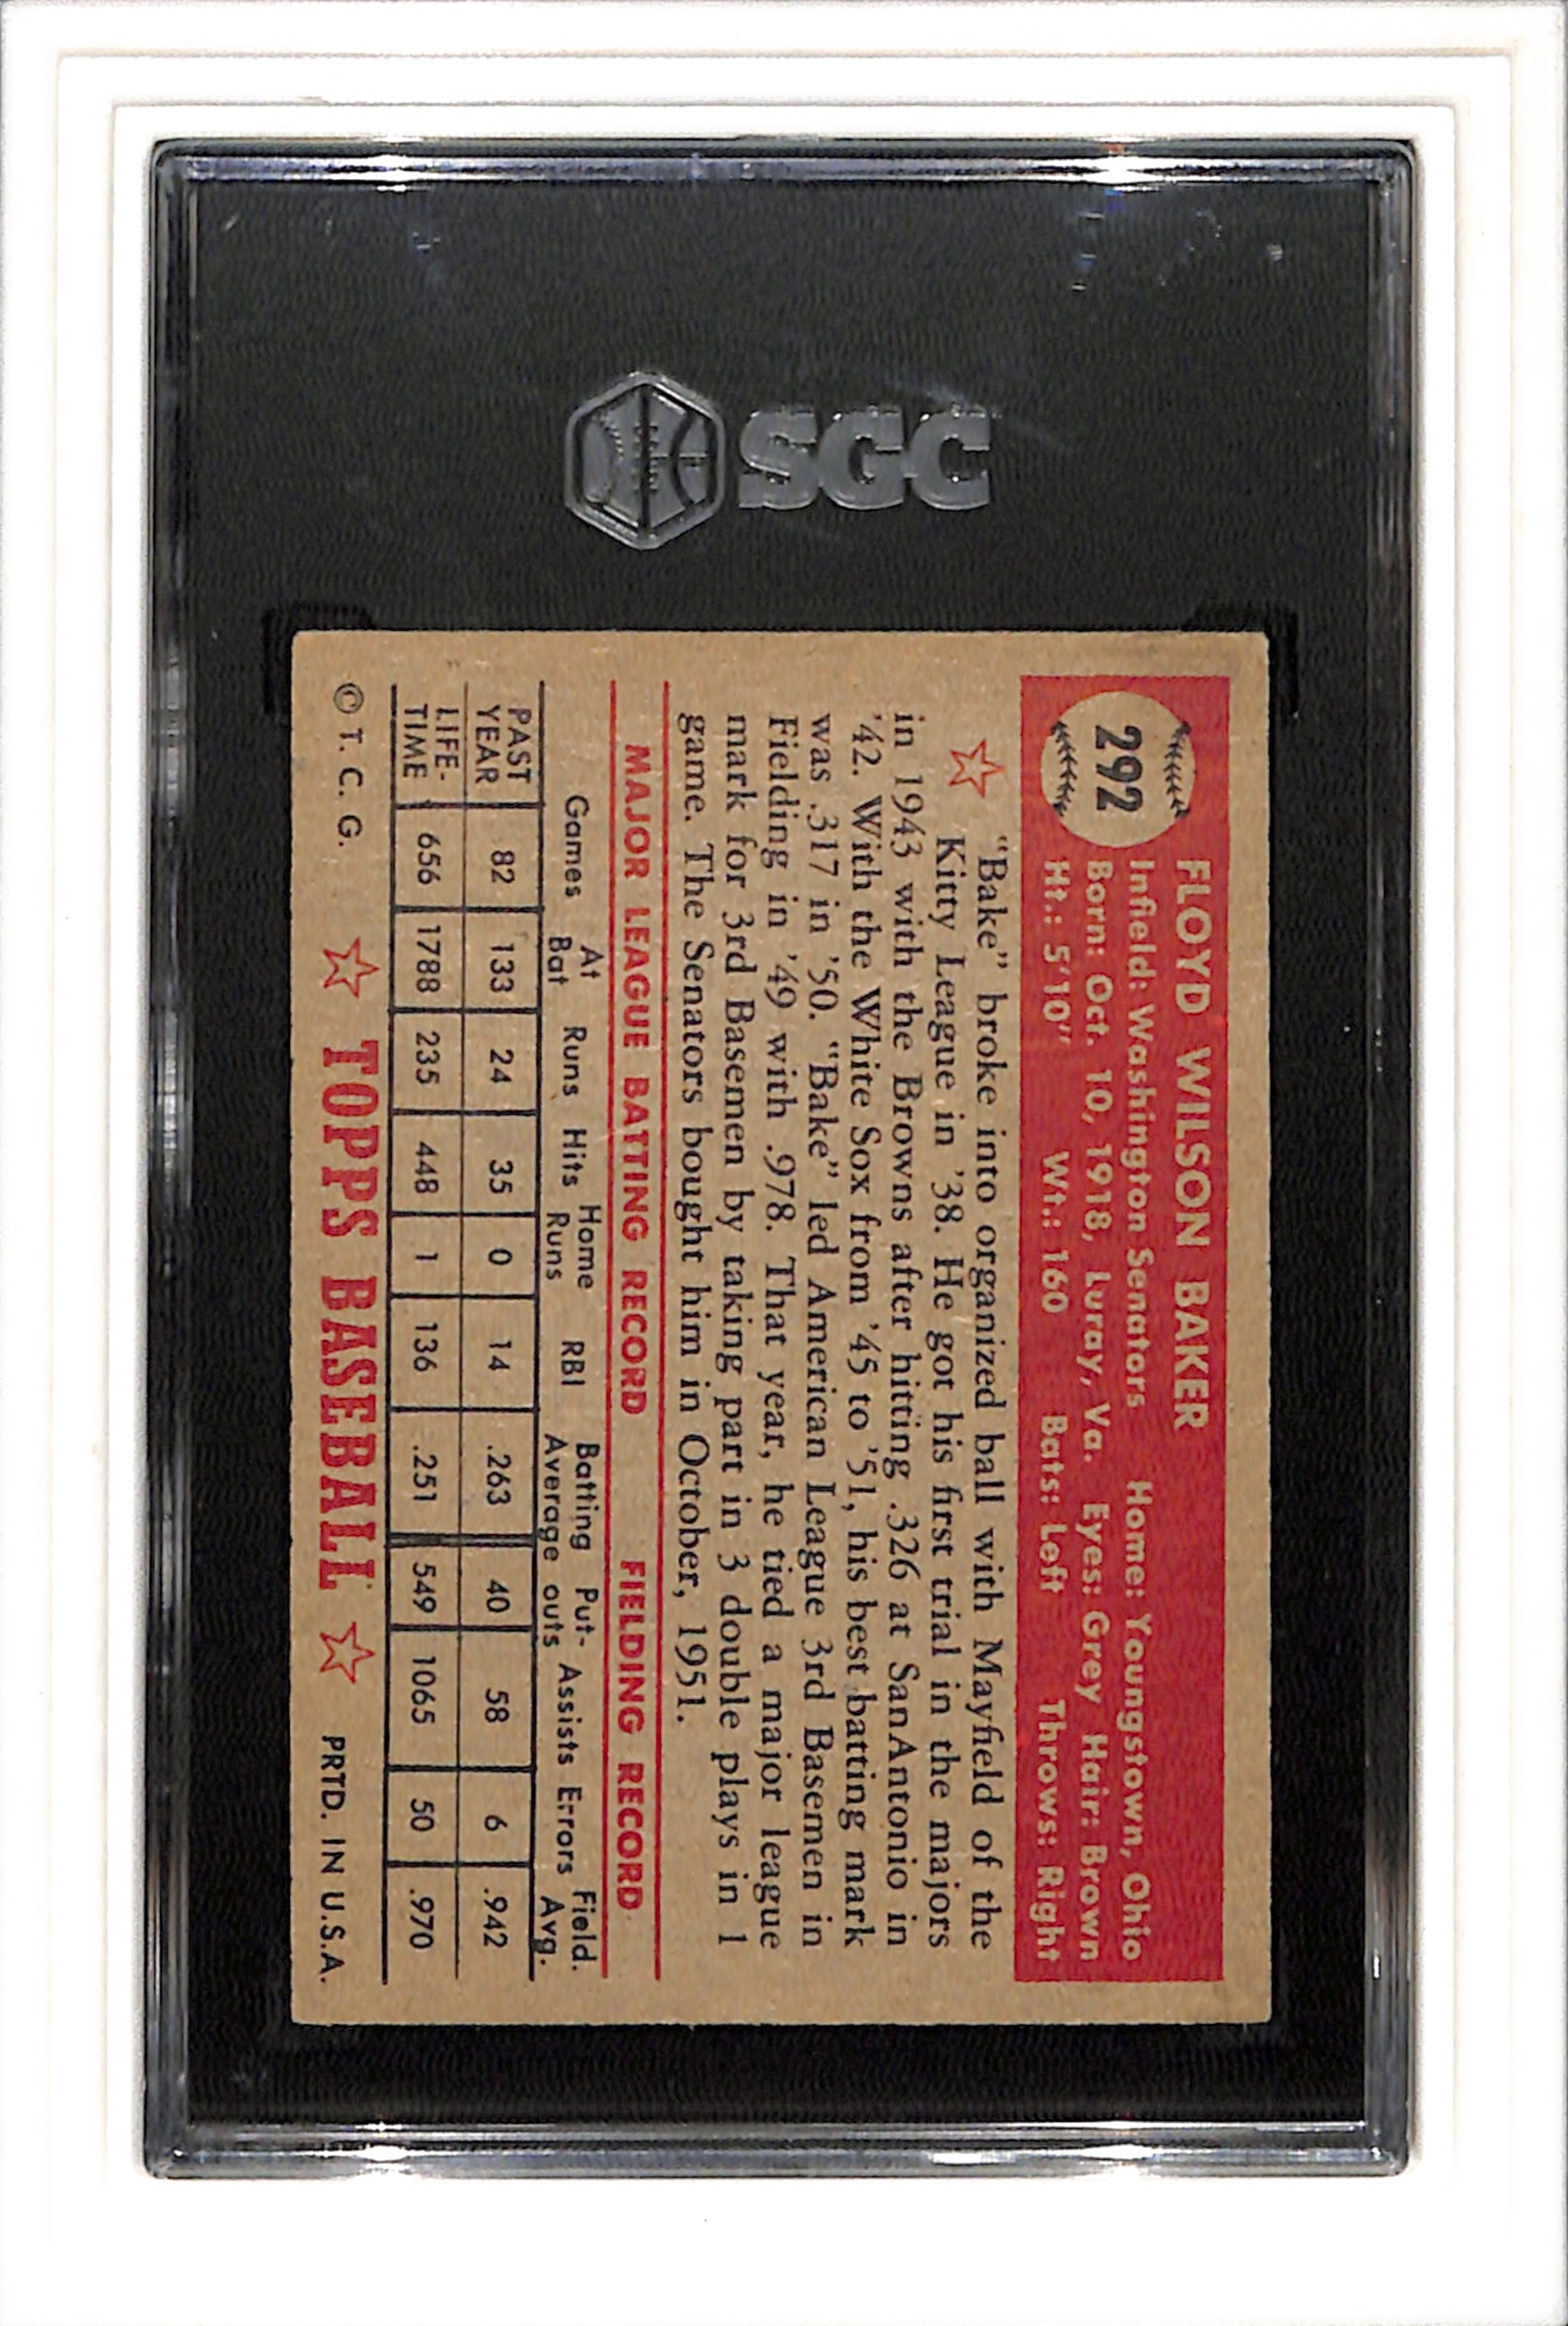 SGC
292
FLOYD WILSON BAKER
Infield: Washington Senators Home: Youngstown, Ohio
Born: Oct. 10, 1918, Luray, Va. Eyes: Grey Hair: Brown
Ht.: 5'10" Wt.: 160 Bats: Left Throws: Right
"Bake" broke into organized ball with Mayfield of the
Kitty League in '38. He got his first trial in the majors
in 1943 with the Browns after hitting .326 at San Antonio in
'42. With the White Sox from '45 to '51, his best batting mark
was .317 in '50. "Bake" led American League 3rd Basemen in
Fielding in '49 with .978. That year, he tied a major league
mark for 3rd Basemen by taking part in 3 double plays in 1
game. The Senators bought him in October, 1951.
MAJOR LEAGUE BATTING RECORD FIELDING RECORD
Games At Bat Runs Hits Home Runs RBI Batting Average Put-outs Assists Errors Field. Avg.
PAST YEAR 82 133 24 35 0 14 .263 40 58 6 .942
LIFE-TIME 656 1788 235 448 1 136 .251 549 1065 50 .970
© T. C. G. TOPPS BASEBALL PRTD. IN U.S.A.